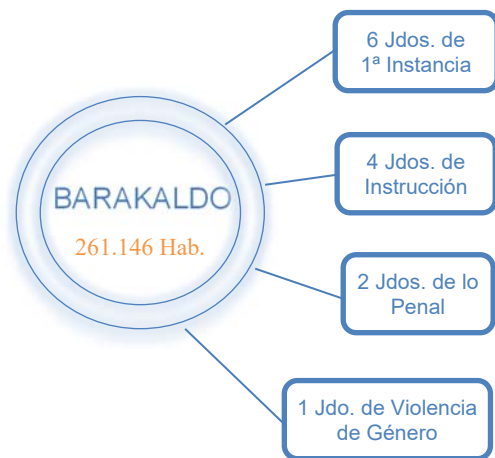 6 Jdos. de
1ª Instancia
BARAKALDO
261.146 Hab.
4 Jdos. de
Instrucción
2 Jdos. de lo
Penal
1 Jdo. de Violencia
de Género